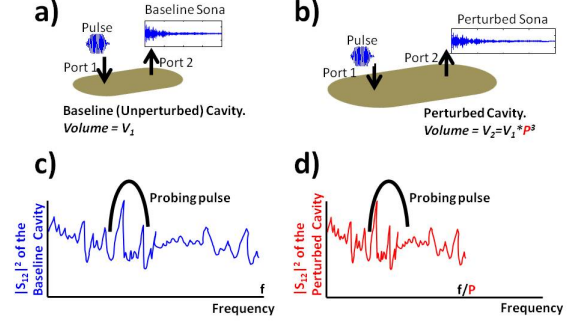 a)
Baseline Sona
Pulse
Port 1
Port 2
Baseline (Unperturbed) Cavity.
Volume = V₁
b)
Perturbed Sona
Pulse
Port 1
Port 2
Perturbed Cavity.
Volume = V₂=V₁*P³
c)
Probing pulse
|S₁₂|² of the
Baseline Cavity
f
Frequency
d)
Probing pulse
|S₁₂|² of the
Perturbed Cavity
f/P
Frequency